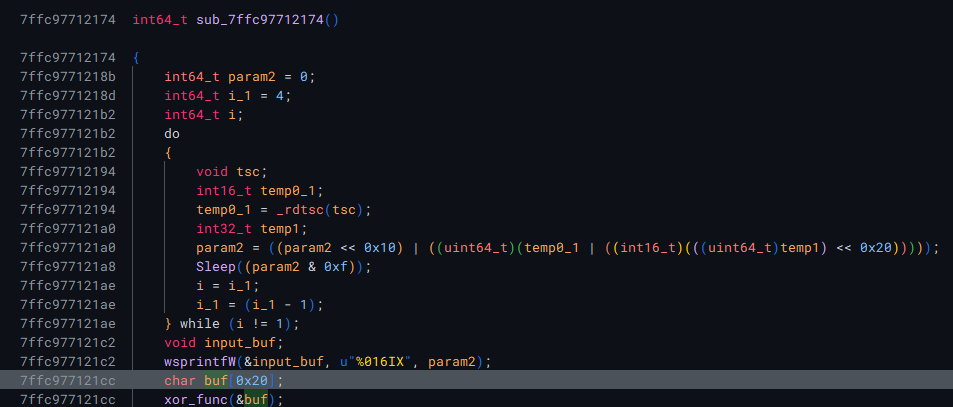 7ffc97712174 int64_t sub_7ffc97712174()
7ffc97712174 {
7ffc9771218b int64_t param2 = 0;
7ffc9771218d int64_t i_1 = 4;
7ffc977121b2 int64_t i;
7ffc977121b2 do
7ffc977121b2 {
7ffc97712194 void tsc;
7ffc97712194 int16_t temp0_1;
7ffc97712194 temp0_1 = _rdtsc(tsc);
7ffc977121a0 int32_t temp1;
7ffc977121a0 param2 = ((param2 << 0x10) | ((uint64_t)(temp0_1 | ((int16_t)(((uint64_t)temp1) << 0x20)))));
7ffc977121a8 Sleep((param2 & 0xf));
7ffc977121ae i = i_1;
7ffc977121ae i_1 = (i_1 - 1);
7ffc977121ae } while (i != 1);
7ffc977121c2 void input_buf;
7ffc977121c2 wsprintfW(&input_buf, u"%016IX", param2);
7ffc977121cc char buf[0x20];
7ffc977121cc xor_func(&buf);